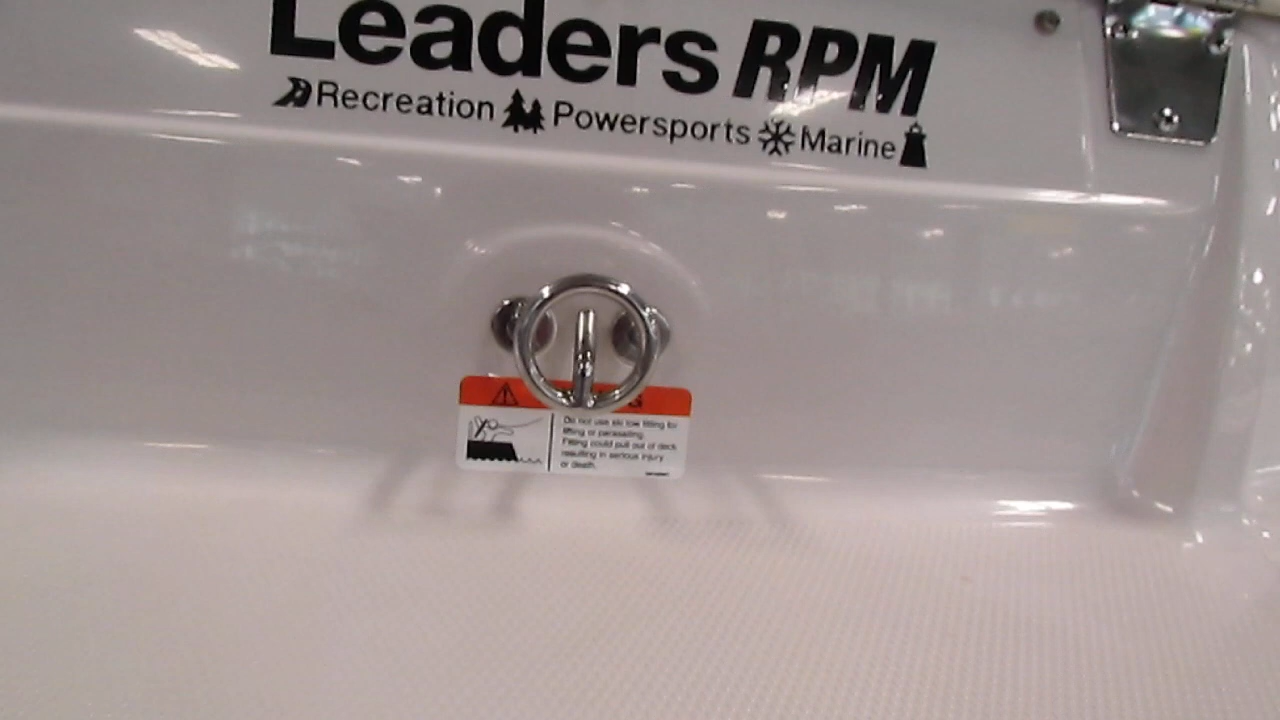 Leaders RPM
Recreation Powersports Marine
Do not use ski tow fitting for
lifting or parasailing.
Fitting could pull out of deck
resulting in serious injury
or death.